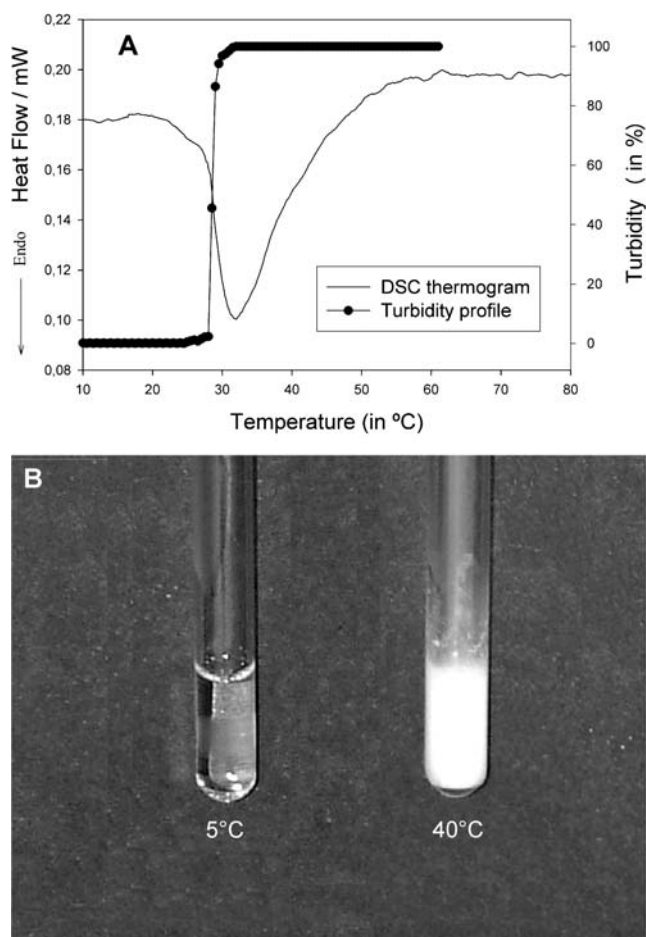 A
0,22
0,20
0,18
0,16
0,14
0,12
0,10
0,08
Heat Flow / mW
Endo
100
80
60
40
20
0
Turbidity ( in %)
DSC thermogram
Turbidity profile
10 20 30 40 50 60 70 80
Temperature (in ºC)
B
5°C 40°C